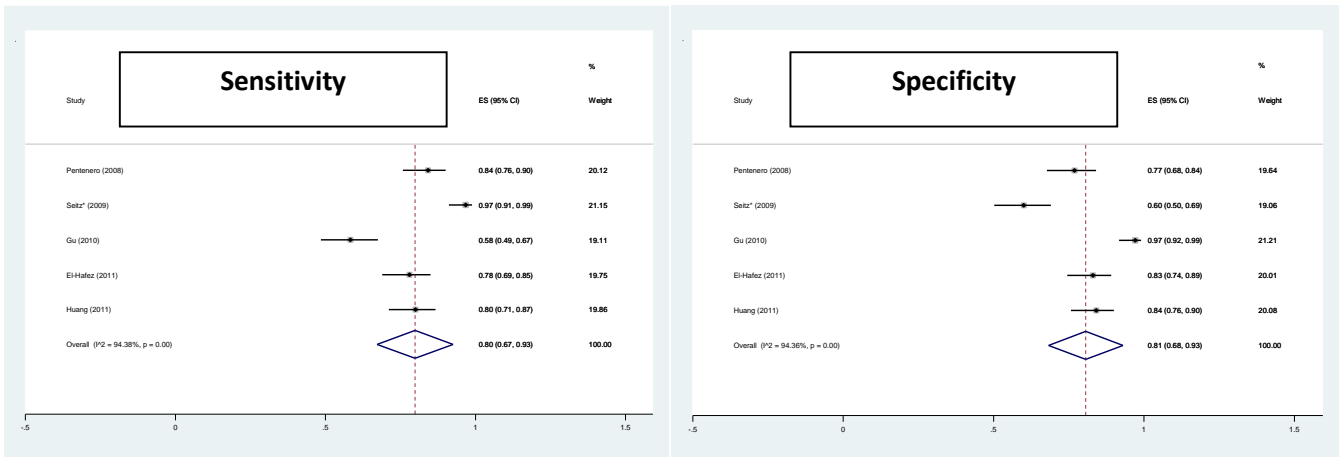 Sensitivity
%
Study ES (95% CI) Weight
Pentenero (2008) 0.84 (0.76, 0.90) 20.12
Seitz* (2009) 0.97 (0.91, 0.99) 21.15
Gu (2010) 0.58 (0.49, 0.67) 19.11
El-Hafez (2011) 0.78 (0.69, 0.85) 19.75
Huang (2011) 0.80 (0.71, 0.87) 19.86
Overall (I^2 = 94.38%, p = 0.00) 0.80 (0.67, 0.93) 100.00
-.5 0 .5 1 1.5
Specificity
%
Study ES (95% CI) Weight
Pentenero (2008) 0.77 (0.68, 0.84) 19.64
Seitz* (2009) 0.60 (0.50, 0.69) 19.06
Gu (2010) 0.97 (0.92, 0.99) 21.21
El-Hafez (2011) 0.83 (0.74, 0.89) 20.01
Huang (2011) 0.84 (0.76, 0.90) 20.08
Overall (I^2 = 94.36%, p = 0.00) 0.81 (0.68, 0.93) 100.00
-.5 0 .5 1 1.5